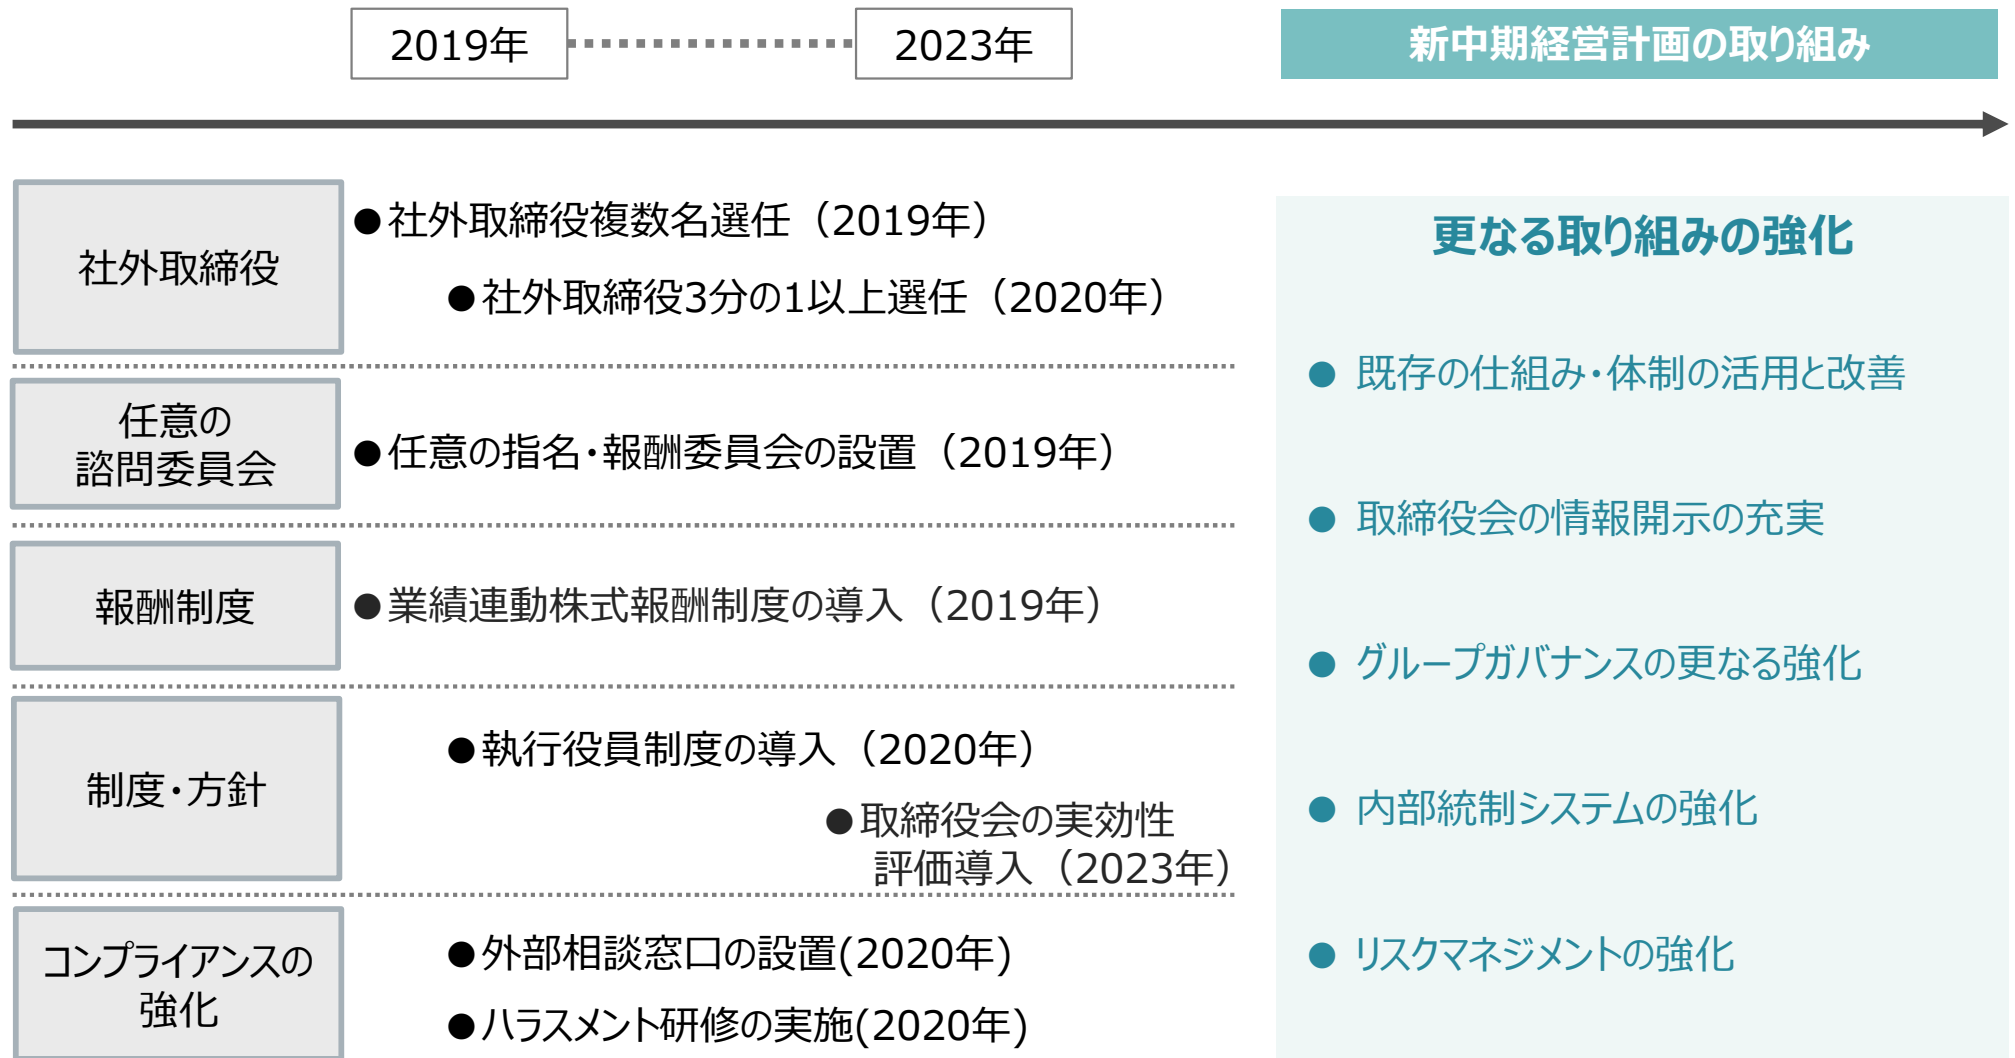 2019年
2023年
新中期経営計画の取り組み
社外取締役
●社外取締役複数名選任（2019年）
●社外取締役3分の1以上選任（2020年）
任意の
諮問委員会
●任意の指名・報酬委員会の設置（2019年）
報酬制度
●業績連動株式報酬制度の導入（2019年）
制度・方針
●執行役員制度の導入（2020年）
●取締役会の実効性
評価導入（2023年）
コンプライアンスの
強化
●外部相談窓口の設置(2020年)
●ハラスメント研修の実施(2020年)
更なる取り組みの強化
● 既存の仕組み・体制の活用と改善
● 取締役会の情報開示の充実
● グループガバナンスの更なる強化
● 内部統制システムの強化
● リスクマネジメントの強化